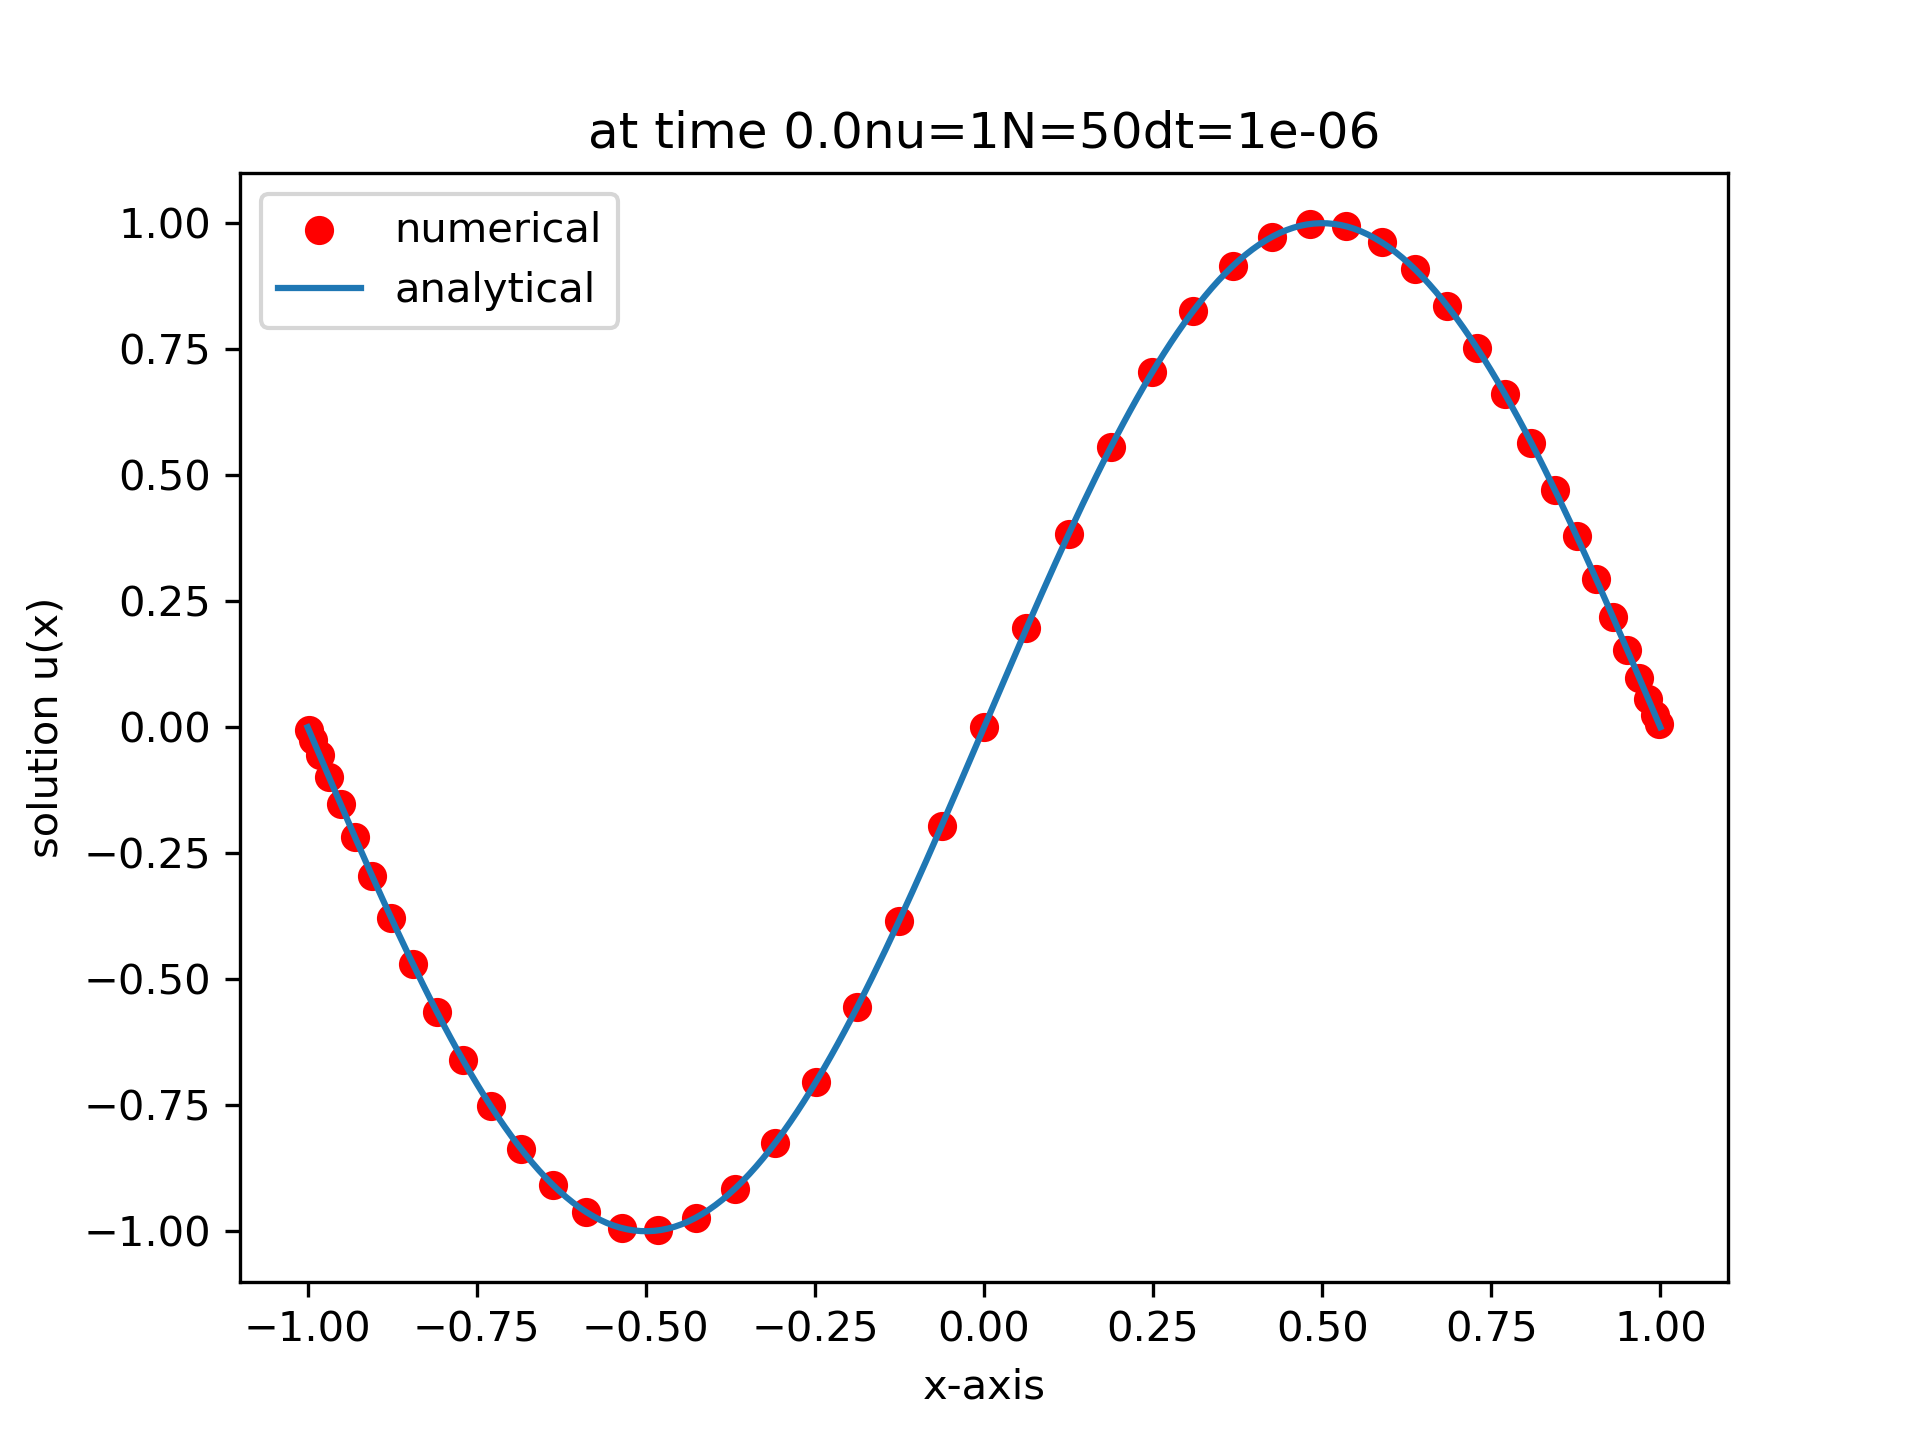 at time 0.0nu=1N=50dt=1e-06
numerical
analytical
1.00
0.75
0.50
0.25
0.00
−0.25
−0.50
−0.75
−1.00
solution u(x)
−1.00 −0.75 −0.50 −0.25 0.00 0.25 0.50 0.75 1.00
x-axis